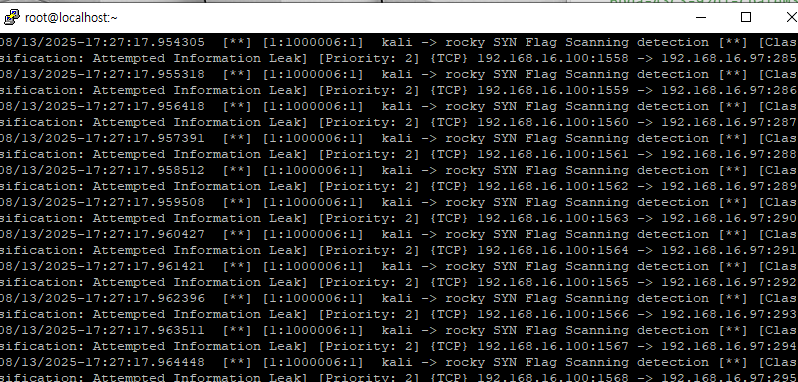 root@localhost:~
08/13/2025-17:27:17.954305  [**] [1:1000006:1]  kali -> rocky SYN Flag Scanning detection [**] [Clas
sification: Attempted Information Leak] [Priority: 2] {TCP} 192.168.16.100:1558 -> 192.168.16.97:285
08/13/2025-17:27:17.955318  [**] [1:1000006:1]  kali -> rocky SYN Flag Scanning detection [**] [Clas
sification: Attempted Information Leak] [Priority: 2] {TCP} 192.168.16.100:1559 -> 192.168.16.97:286
08/13/2025-17:27:17.956418  [**] [1:1000006:1]  kali -> rocky SYN Flag Scanning detection [**] [Clas
sification: Attempted Information Leak] [Priority: 2] {TCP} 192.168.16.100:1560 -> 192.168.16.97:287
08/13/2025-17:27:17.957391  [**] [1:1000006:1]  kali -> rocky SYN Flag Scanning detection [**] [Clas
sification: Attempted Information Leak] [Priority: 2] {TCP} 192.168.16.100:1561 -> 192.168.16.97:288
08/13/2025-17:27:17.958512  [**] [1:1000006:1]  kali -> rocky SYN Flag Scanning detection [**] [Clas
sification: Attempted Information Leak] [Priority: 2] {TCP} 192.168.16.100:1562 -> 192.168.16.97:289
08/13/2025-17:27:17.959508  [**] [1:1000006:1]  kali -> rocky SYN Flag Scanning detection [**] [Clas
sification: Attempted Information Leak] [Priority: 2] {TCP} 192.168.16.100:1563 -> 192.168.16.97:290
08/13/2025-17:27:17.960427  [**] [1:1000006:1]  kali -> rocky SYN Flag Scanning detection [**] [Clas
sification: Attempted Information Leak] [Priority: 2] {TCP} 192.168.16.100:1564 -> 192.168.16.97:291
08/13/2025-17:27:17.961421  [**] [1:1000006:1]  kali -> rocky SYN Flag Scanning detection [**] [Clas
sification: Attempted Information Leak] [Priority: 2] {TCP} 192.168.16.100:1565 -> 192.168.16.97:292
08/13/2025-17:27:17.962396  [**] [1:1000006:1]  kali -> rocky SYN Flag Scanning detection [**] [Clas
sification: Attempted Information Leak] [Priority: 2] {TCP} 192.168.16.100:1566 -> 192.168.16.97:293
08/13/2025-17:27:17.963511  [**] [1:1000006:1]  kali -> rocky SYN Flag Scanning detection [**] [Clas
sification: Attempted Information Leak] [Priority: 2] {TCP} 192.168.16.100:1567 -> 192.168.16.97:294
08/13/2025-17:27:17.964448  [**] [1:1000006:1]  kali -> rocky SYN Flag Scanning detection [**] [Clas
sification: Attempted Information Leak] [Priority: 2] {TCP} 192.168.16.100:1568 -> 192.168.16.97:295